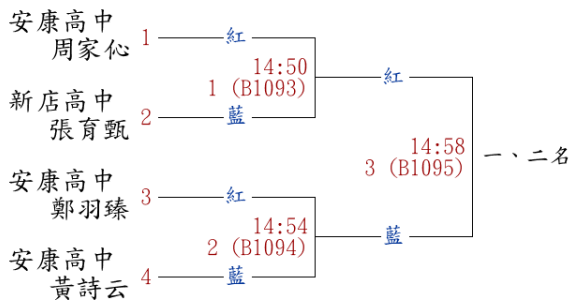 安康高中
周家伈
1
紅
14:50
1 (B1093)
紅
新店高中
張育甄
2
藍
14:58
3 (B1095)
一、二名
安康高中
鄭羽臻
3
紅
14:54
2 (B1094)
藍
安康高中
黃詩云
4
藍